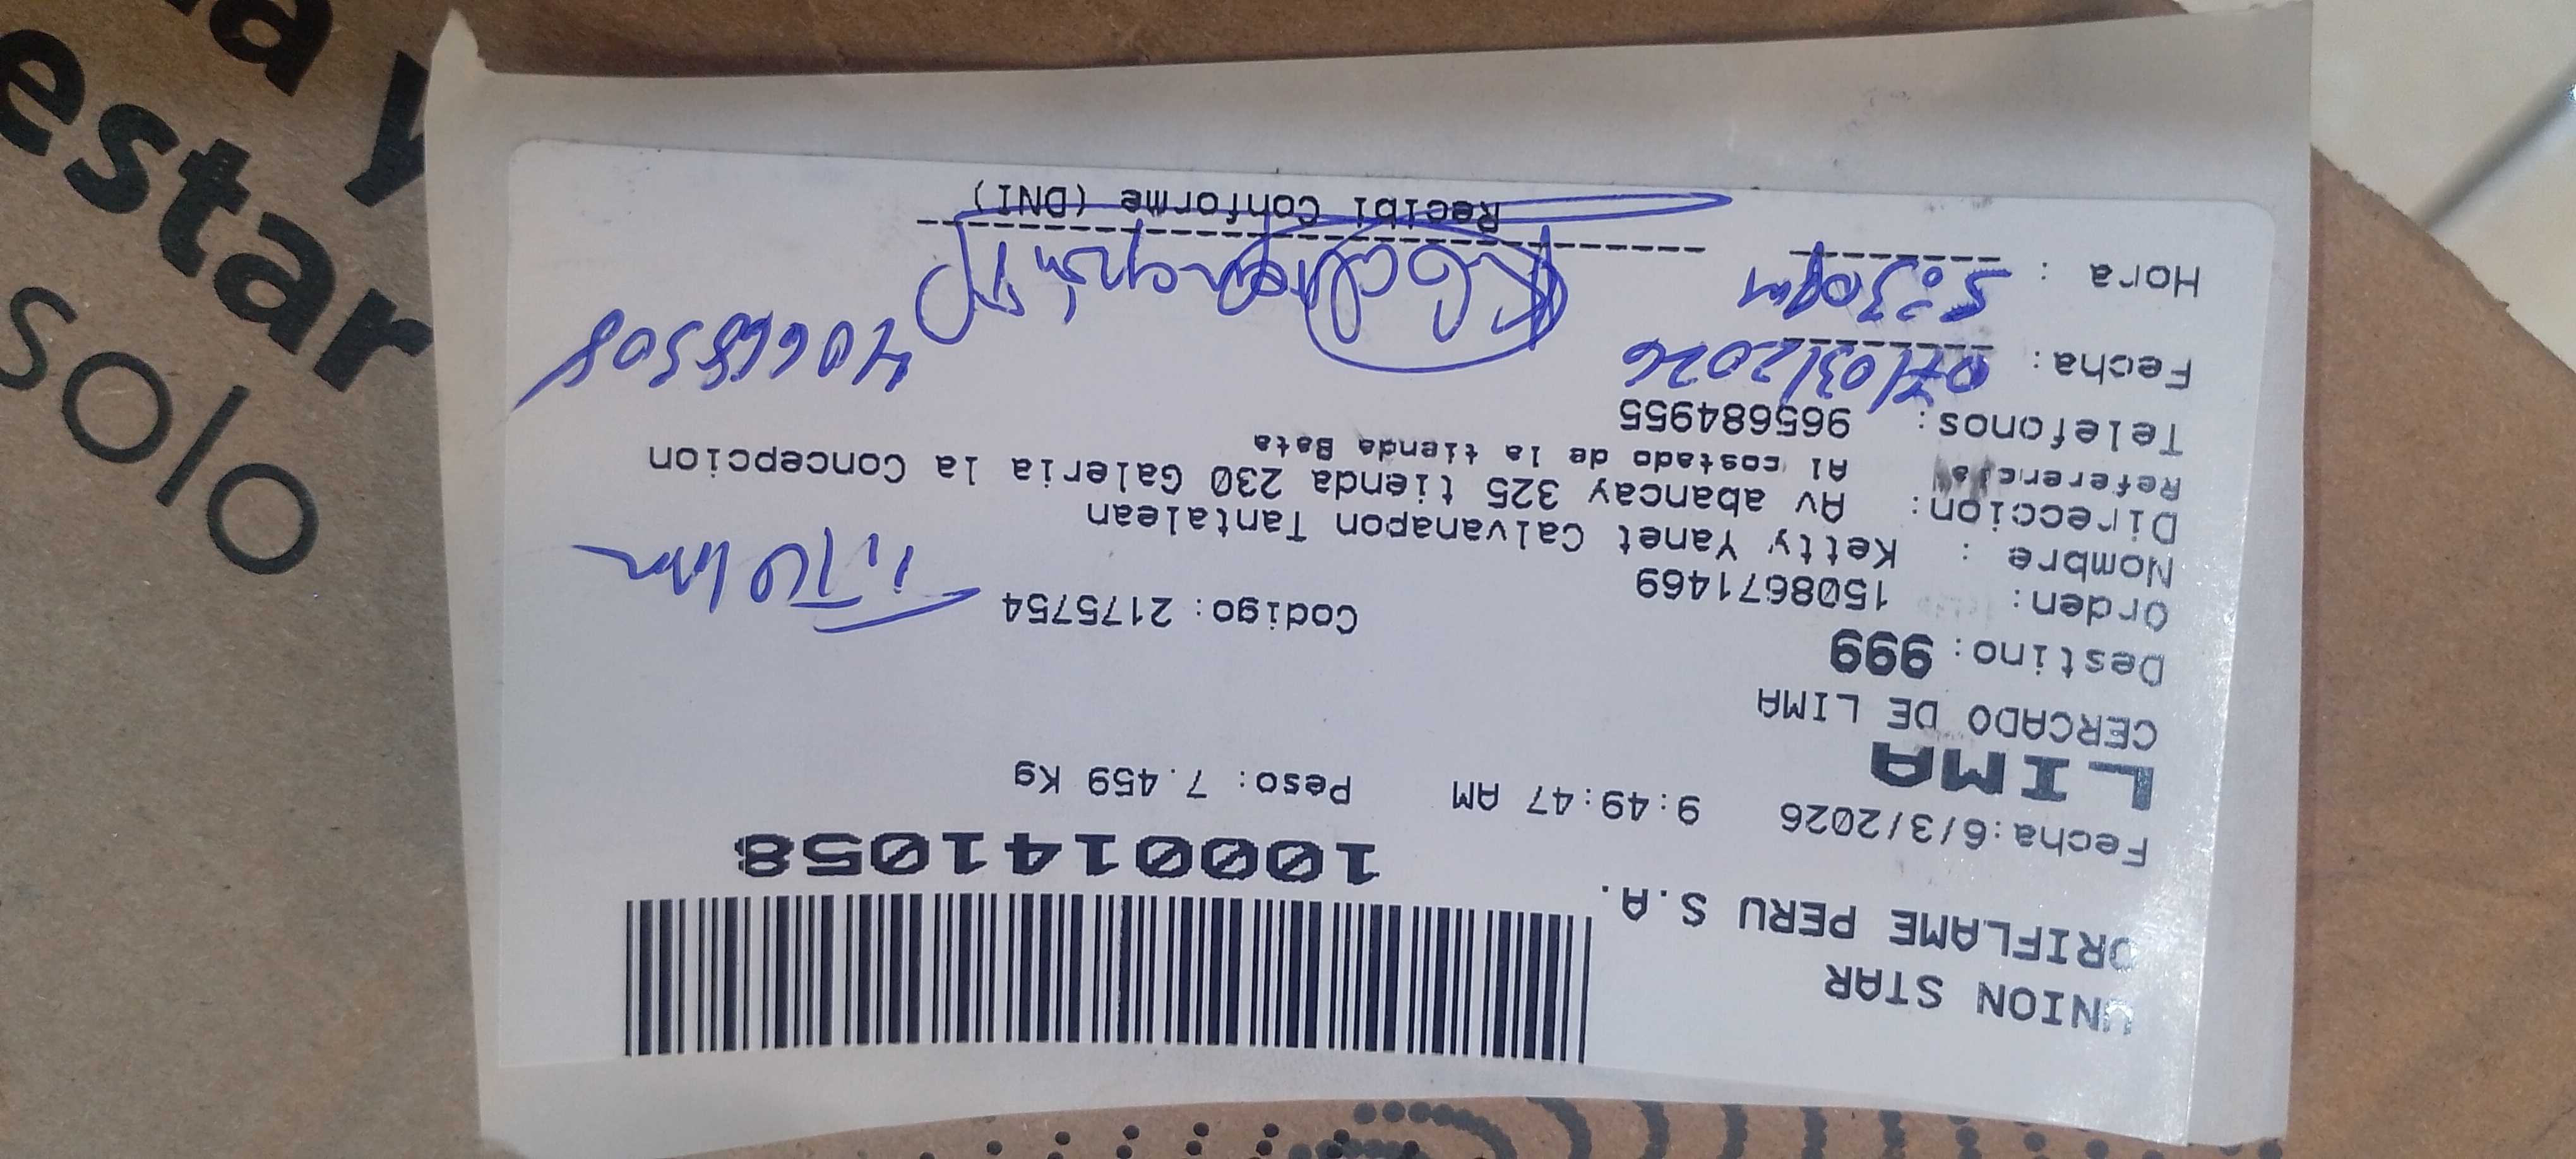 UNION STAR
ORIFLAME PERU S.A.
1000141058
Fecha:6/3/2026 9:49:47 AM Peso: 7.459 Kg
LIMA
CERCADO DE LIMA
Destino: 999
Orden: 1508671469 Codigo: 2175754
Nombre : Ketty Yanet Calvanapon Tantalean
Direccion: Av abancay 325 tienda 230 Galeria la Concepcion
Referencia Al costado de la tienda Bata
Telefonos: 965684955
Fecha: 07/03/2026
40668508
Hora : 5:30pm
Recibi Conforme (DNI)
solo
estar
a y